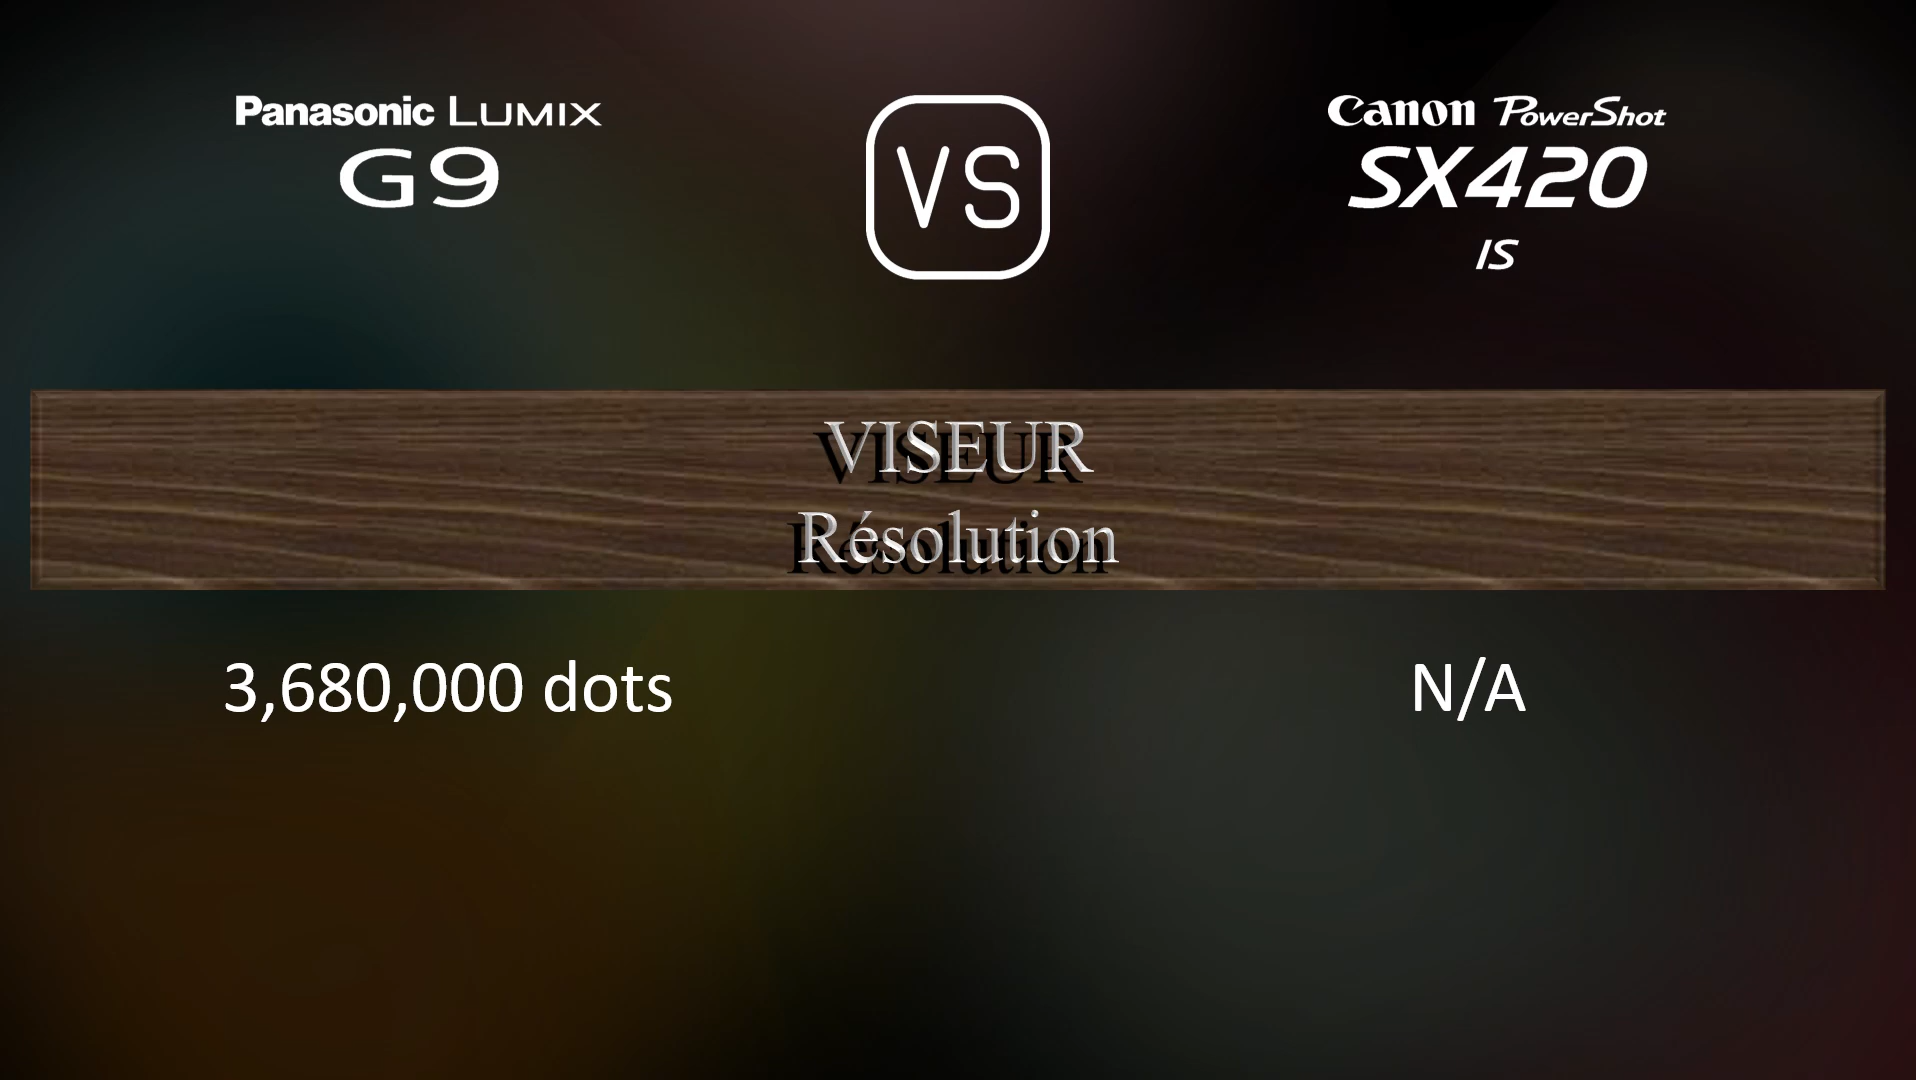 Panasonic LUMIX
G9
VS
Canon PowerShot
SX420
IS
VISEUR
Résolution
3,680,000 dots
N/A